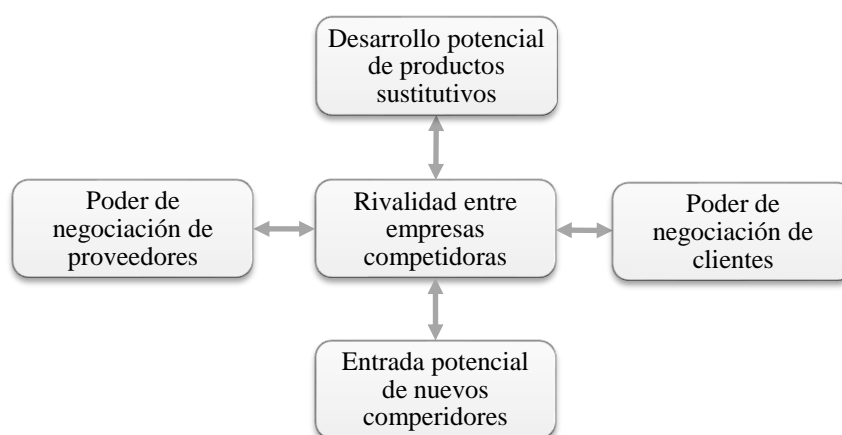 Desarrollo potencial
de productos
sustitutivos
Poder de
negociación de
proveedores
Rivalidad entre
empresas
competidoras
Poder de
negociación de
clientes
Entrada potencial
de nuevos
comperidores